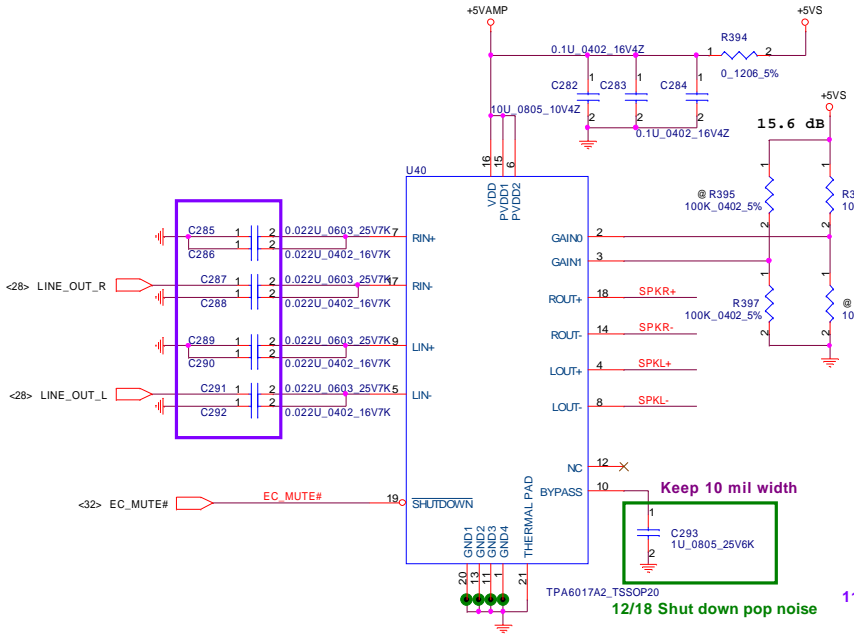 +5VAMP
+5VS
R394
1 2
0_1206_5%
0.1U_0402_16V4Z
C282 1 C283 1 C284 1
10U_0805_10V4Z
2 2 2
0.1U_0402_16V4Z
+5VS
15.6 dB
1 1
@ R395
100K_0402_5%
2 2
U40
16 15 6
VDD
PVDD1
PVDD2
C285 1 2 0.022U_0603_25V7K 7 RIN+
C286 1 2 0.022U_0402_16V7K
2 GAIN0
3 GAIN1
<28> LINE_OUT_R
C287 1 2 0.022U_0603_25V7K 17 RIN-
C288 1 2 0.022U_0402_16V7K
ROUT+ 18 SPKR+
1 1
R397
100K_0402_5%
@
2 2
ROUT- 14 SPKR-
C289 1 2 0.022U_0603_25V7K 9 LIN+
C290 1 2 0.022U_0402_16V7K
LOUT+ 4 SPKL+
<28> LINE_OUT_L
C291 1 2 0.022U_0603_25V7K 5 LIN-
C292 1 2 0.022U_0402_16V7K
LOUT- 8 SPKL-
NC 12
BYPASS 10
Keep 10 mil width
<32> EC_MUTE#
EC_MUTE#
19 SHUTDOWN
1
C293
1U_0805_25V6K
2
GND1
GND2
GND3
GND4
THERMAL PAD
20 13 11 1 21
TPA6017A2_TSSOP20
12/18 Shut down pop noise
11